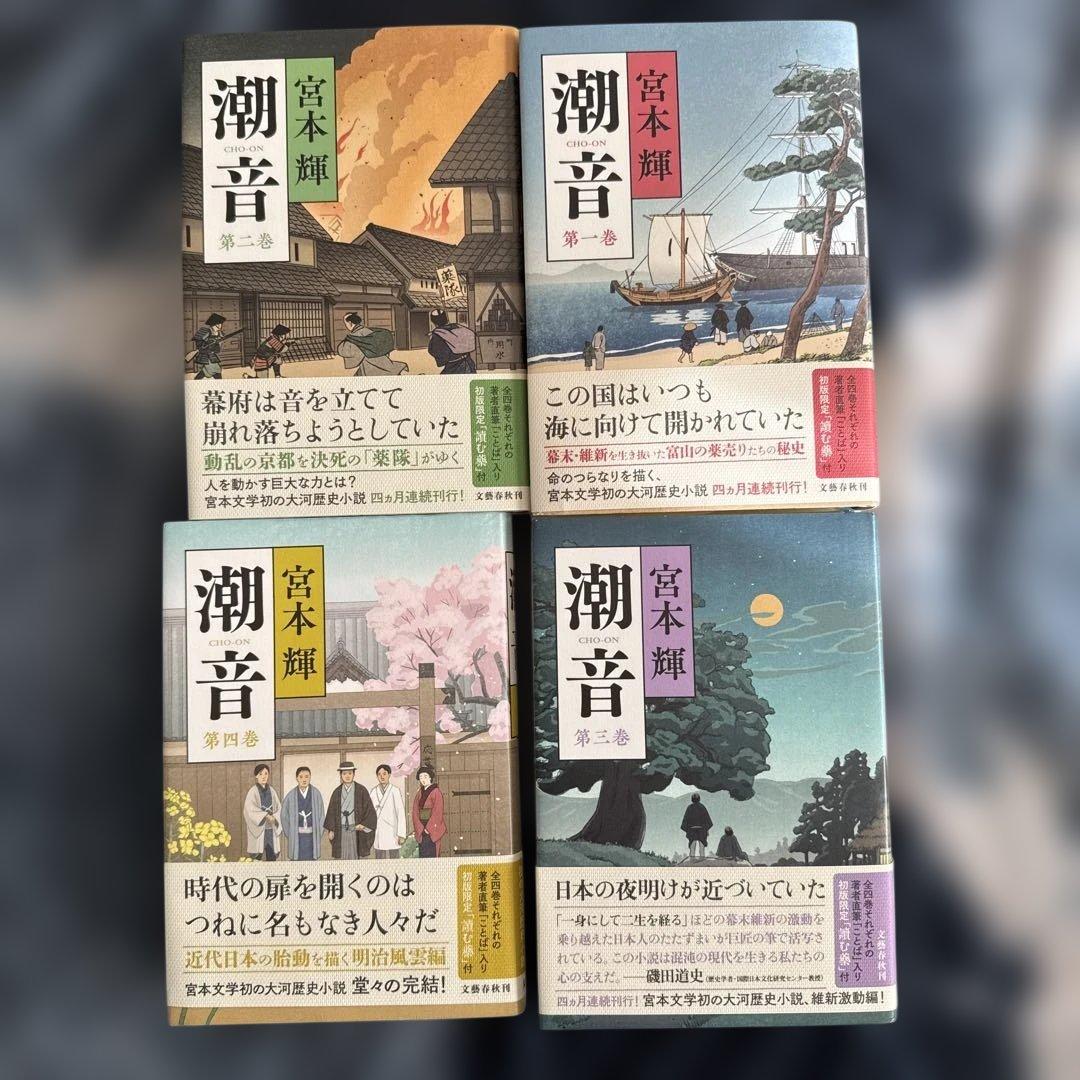 宮本輝
潮音
CHO-ON
第二巻
薬隊
用水
幕府は音を立てて
崩れ落ちようとしていた
動乱の京都を決死の「薬隊」がゆく
人を動かす巨大な力とは?
宮本文学初の大河歴史小説 四ヵ月連続刊行!
全四巻それぞれの
著者直筆「ことば」入り
初版限定「讀む藥」付
文藝春秋刊
宮本輝
潮音
CHO-ON
第一巻
この国はいつも
海に向けて開かれていた
幕末・維新を生き抜いた富山の薬売りたちの秘史
命のつらなりを描く、
宮本文学初の大河歴史小説 四ヵ月連続刊行!
全四巻それぞれの
著者直筆「ことば」入り
初版限定「讀む藥」付
文藝春秋刊
宮本輝
潮音
CHO-ON
第四巻
時代の扉を開くのは
つねに名もなき人々だ
近代日本の胎動を描く明治風雲編
宮本文学初の大河歴史小説 堂々の完結!
全四巻それぞれの
著者直筆「ことば」入り
初版限定「讀む藥」付
文藝春秋刊
宮本輝
潮音
CHO-ON
第三巻
日本の夜明けが近づいていた
「一身にして二生を経る」ほどの幕末維新の激動を
乗り越えた日本人のたたずまいが巨匠の筆で活写さ
れている。この小説は混沌の現代を生きる私たちの
心の支えだ。――磯田道史(歴史学者・国際日本文化研究センター教授)
四ヵ月連続刊行!宮本文学初の大河歴史小説、維新激動編!
全四巻それぞれの
著者直筆「ことば」入り
初版限定「讀む藥」付
文藝春秋刊